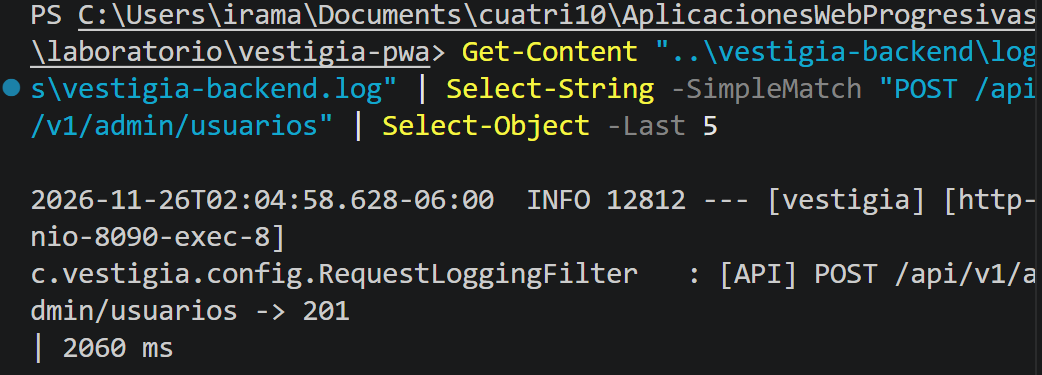 PS C:\Users\irama\Documents\cuatri10\AplicacionesWebProgresivas
\laboratorio\vestigia-pwa> Get-Content "..\vestigia-backend\log
s\vestigia-backend.log" | Select-String -SimpleMatch "POST /api
/v1/admin/usuarios" | Select-Object -Last 5
2026-11-26T02:04:58.628-06:00  INFO 12812 --- [vestigia] [http-
nio-8090-exec-8]
c.vestigia.config.RequestLoggingFilter   : [API] POST /api/v1/a
dmin/usuarios -> 201
| 2060 ms